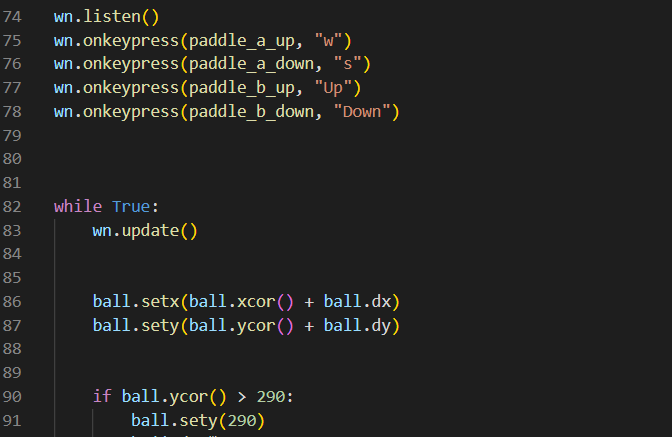 74 wn.listen()
75 wn.onkeypress(paddle_a_up, "w")
76 wn.onkeypress(paddle_a_down, "s")
77 wn.onkeypress(paddle_b_up, "Up")
78 wn.onkeypress(paddle_b_down, "Down")
79
80
81
82 while True:
83     wn.update()
84
85
86     ball.setx(ball.xcor() + ball.dx)
87     ball.sety(ball.ycor() + ball.dy)
88
89
90     if ball.ycor() > 290:
91         ball.sety(290)